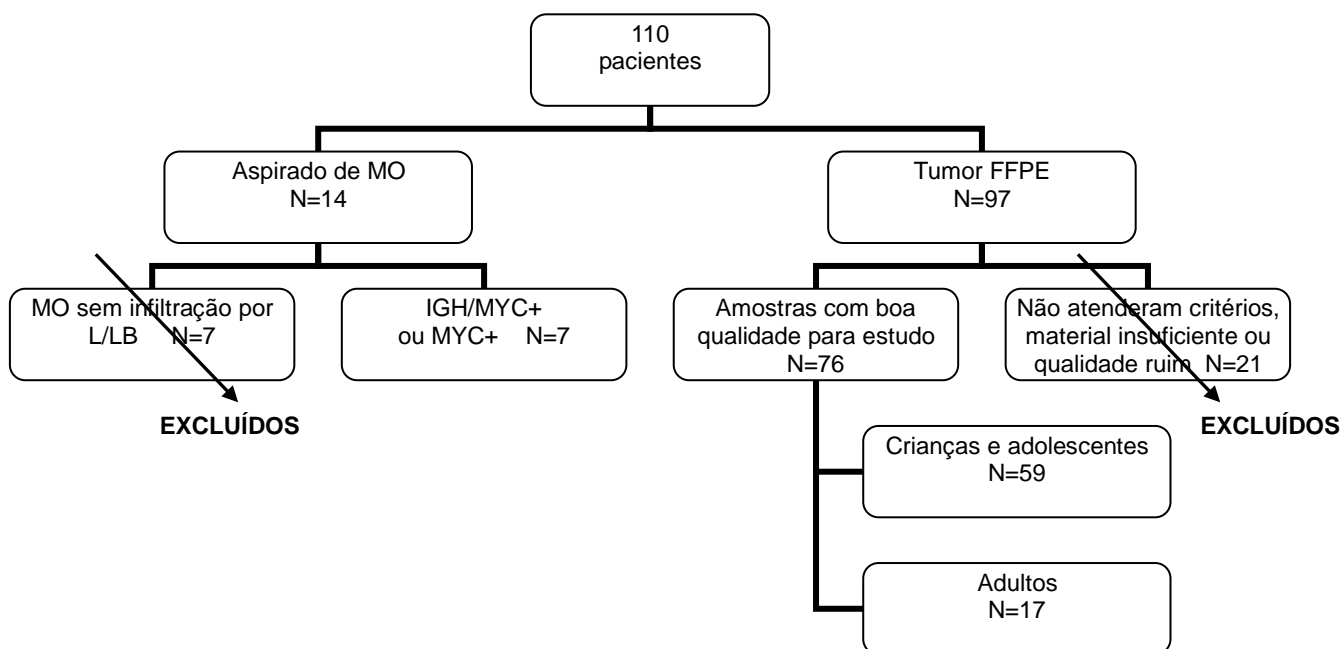 110
pacientes
Aspirado de MO
N=14
Tumor FFPE
N=97
MO sem infiltração por
L/LB N=7
IGH/MYC+
ou MYC+ N=7
Amostras com boa
qualidade para estudo
N=76
Não atenderam critérios,
material insuficiente ou
qualidade ruim N=21
EXCLUÍDOS
EXCLUÍDOS
Crianças e adolescentes
N=59
Adultos
N=17